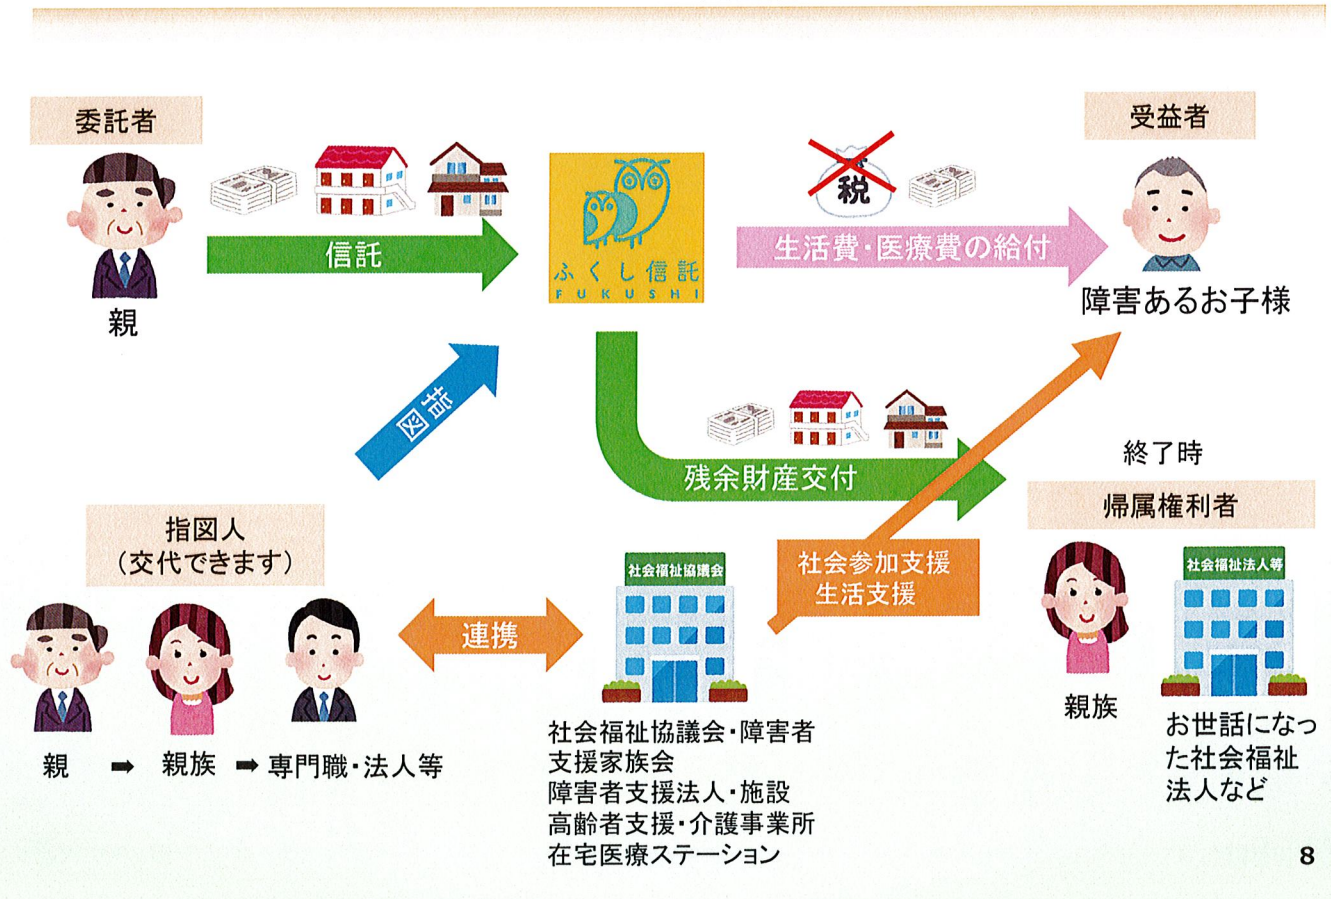 委託者
親
信託
ふくし信託
FUKUSHI
税
生活費・医療費の給付
受益者
障害あるお子様
指図
残余財産交付
終了時
帰属権利者
指図人
（交代できます）
親 ➡ 親族 ➡ 専門職・法人等
連携
社会福祉協議会
社会福祉協議会・障害者
支援家族会
障害者支援法人・施設
高齢者支援・介護事業所
在宅医療ステーション
社会参加支援
生活支援
親族
社会福祉法人等
お世話になっ
た社会福祉
法人など
8